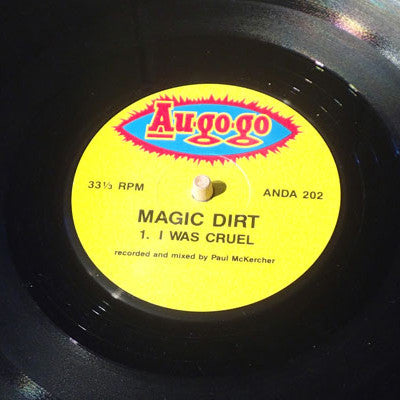 Au·go·go
33⅓ RPM
ANDA 202
MAGIC DIRT
1. I WAS CRUEL
recorded and mixed by Paul McKercher